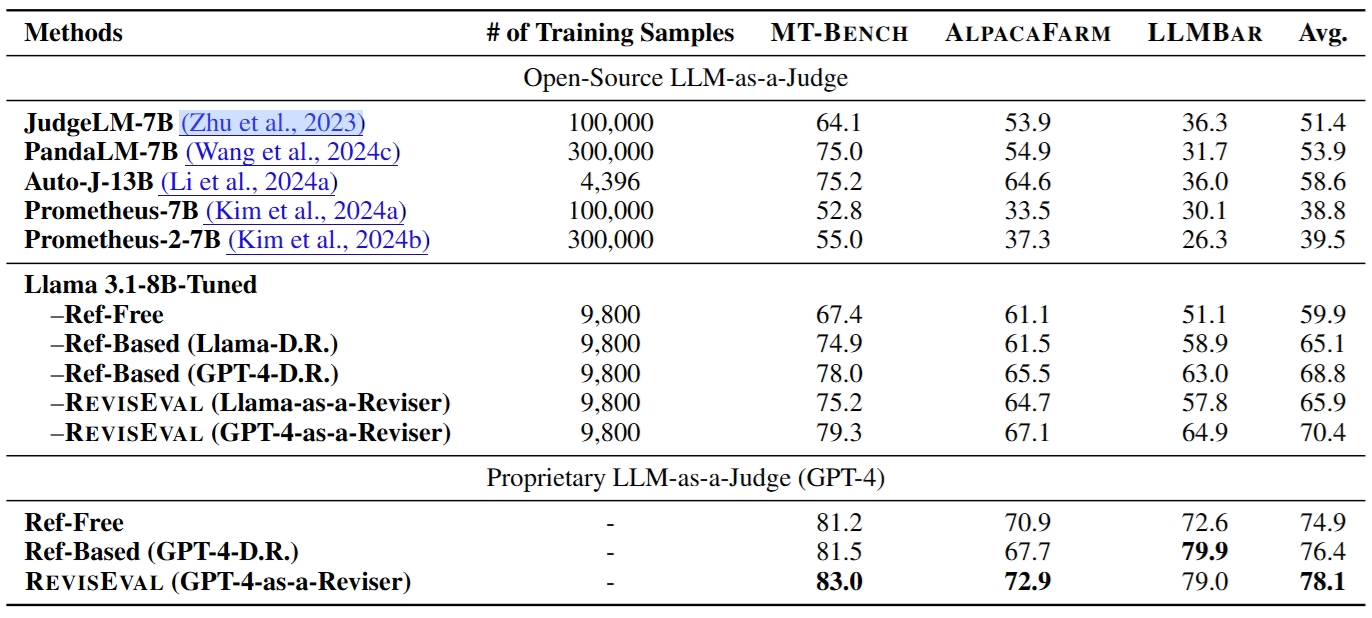 Methods # of Training Samples MT-BENCH ALPACAFARM LLMBAR Avg.
Open-Source LLM-as-a-Judge
JudgeLM-7B (Zhu et al., 2023) 100,000 64.1 53.9 36.3 51.4
PandaLM-7B (Wang et al., 2024c) 300,000 75.0 54.9 31.7 53.9
Auto-J-13B (Li et al., 2024a) 4,396 75.2 64.6 36.0 58.6
Prometheus-7B (Kim et al., 2024a) 100,000 52.8 33.5 30.1 38.8
Prometheus-2-7B (Kim et al., 2024b) 300,000 55.0 37.3 26.3 39.5
Llama 3.1-8B-Tuned
–Ref-Free 9,800 67.4 61.1 51.1 59.9
–Ref-Based (Llama-D.R.) 9,800 74.9 61.5 58.9 65.1
–Ref-Based (GPT-4-D.R.) 9,800 78.0 65.5 63.0 68.8
–REVISEVAL (Llama-as-a-Reviser) 9,800 75.2 64.7 57.8 65.9
–REVISEVAL (GPT-4-as-a-Reviser) 9,800 79.3 67.1 64.9 70.4
Proprietary LLM-as-a-Judge (GPT-4)
Ref-Free - 81.2 70.9 72.6 74.9
Ref-Based (GPT-4-D.R.) - 81.5 67.7 79.9 76.4
REVISEVAL (GPT-4-as-a-Reviser) - 83.0 72.9 79.0 78.1